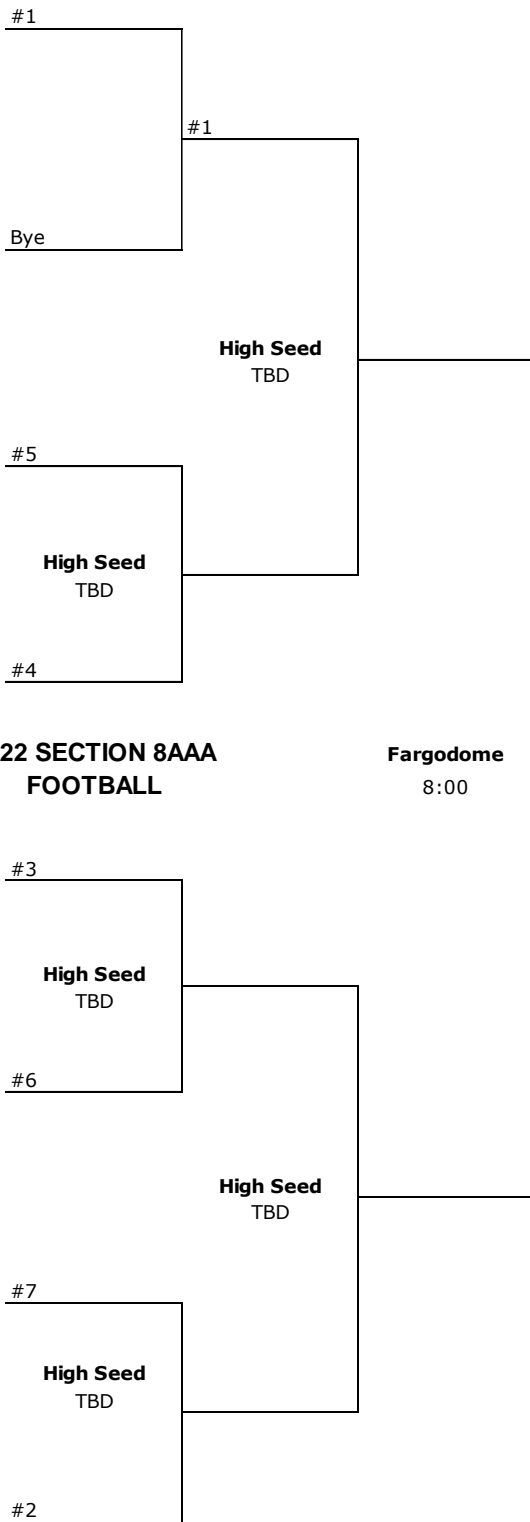 #1
#1
Bye
High Seed
TBD
#5
High Seed
TBD
#4
22 SECTION 8AAA
FOOTBALL
Fargodome
8:00
#3
High Seed
TBD
#6
High Seed
TBD
#7
High Seed
TBD
#2